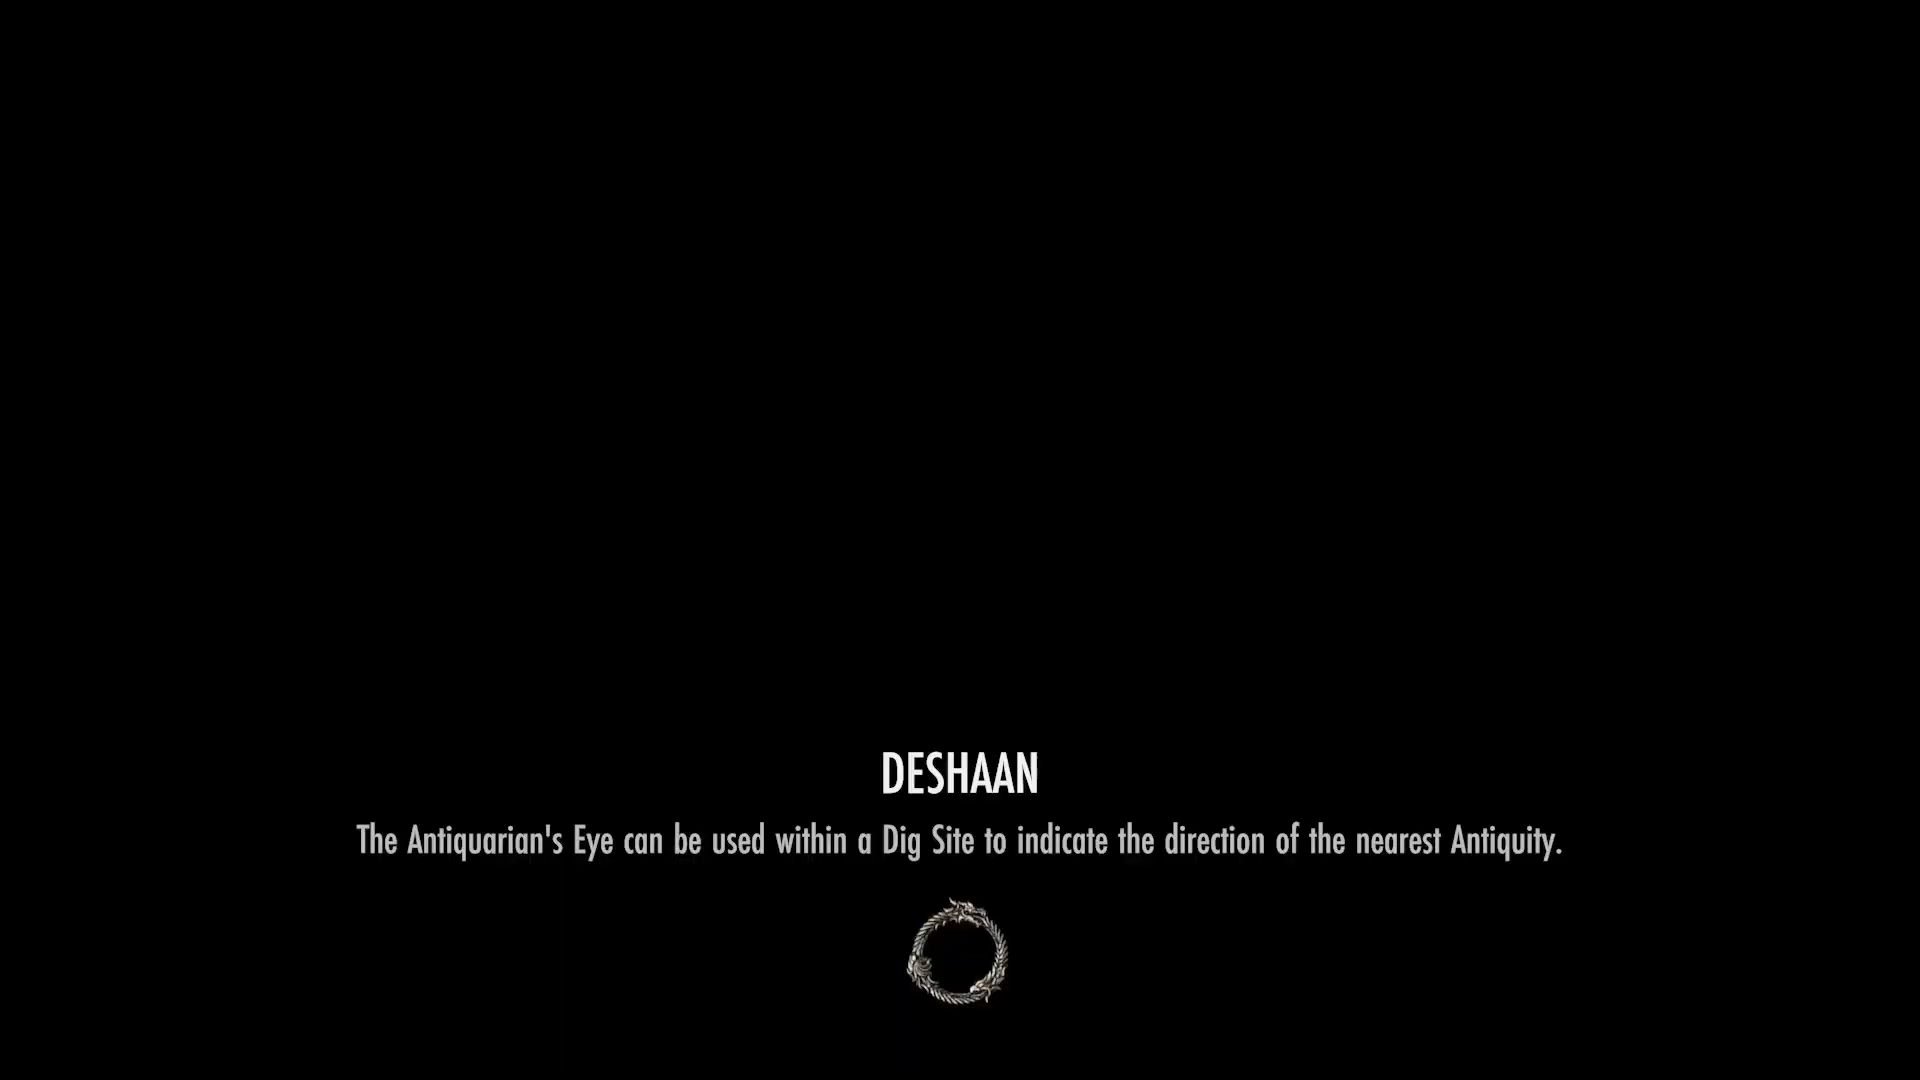 DESHAAN
The Antiquarian's Eye can be used within a Dig Site to indicate the direction of the nearest Antiquity.